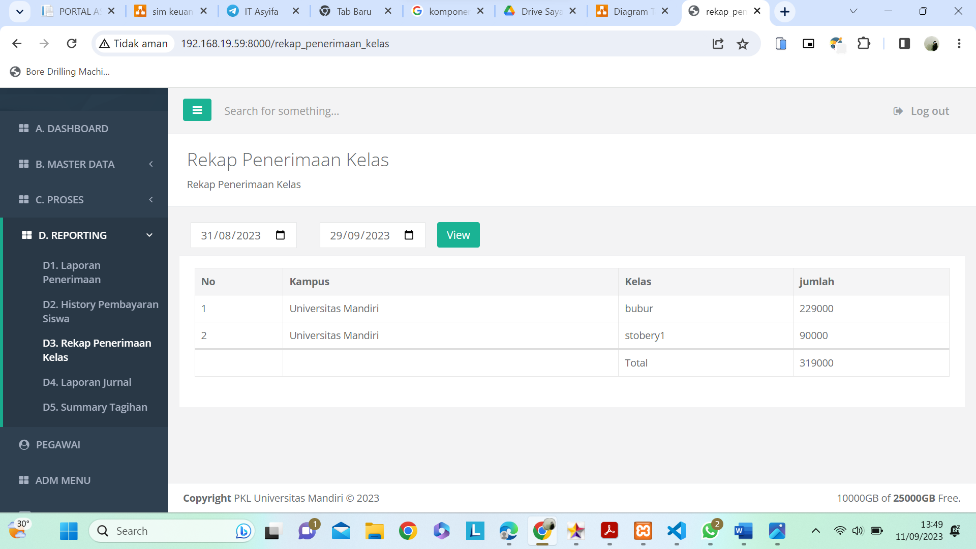 PORTAL A
sim keuan
IT Asyifa
Tab Baru
kompone
Drive Say
Diagram T
rekap pen
Tidak aman
192.168.19.59:8000/rekap_penerimaan_kelas
Bore Drilling Machi...
Search for something...
Log out
A. DASHBOARD
B. MASTER DATA
C. PROSES
D. REPORTING
D1. Laporan
Penerimaan
D2. History Pembayaran
Siswa
D3. Rekap Penerimaan
Kelas
D4. Laporan Jurnal
D5. Summary Tagihan
PEGAWAI
ADM MENU
Rekap Penerimaan Kelas
Rekap Penerimaan Kelas
31/08/2023 29/09/2023 View
No Kampus Kelas jumlah
1 Universitas Mandiri bubur 229000
2 Universitas Mandiri stobery1 90000
Total 319000
Copyright PKL Universitas Mandiri © 2023
10000GB of 25000GB Free.
30°
Search
1
2
13:49
11/09/2023